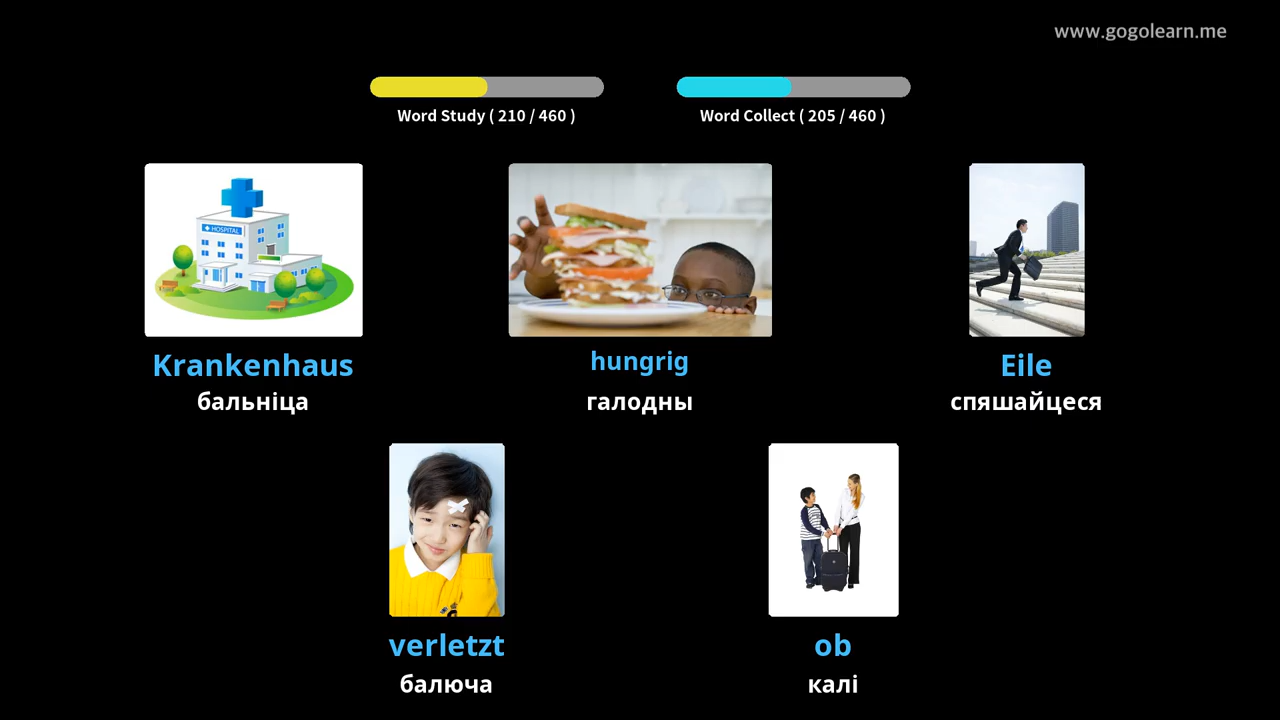 www.gogolearn.me
Word Study ( 210 / 460 )
Word Collect ( 205 / 460 )
HOSPITAL
Krankenhaus
бальніца
hungrig
галодны
Eile
спяшайцеся
verletzt
балюча
ob
калі